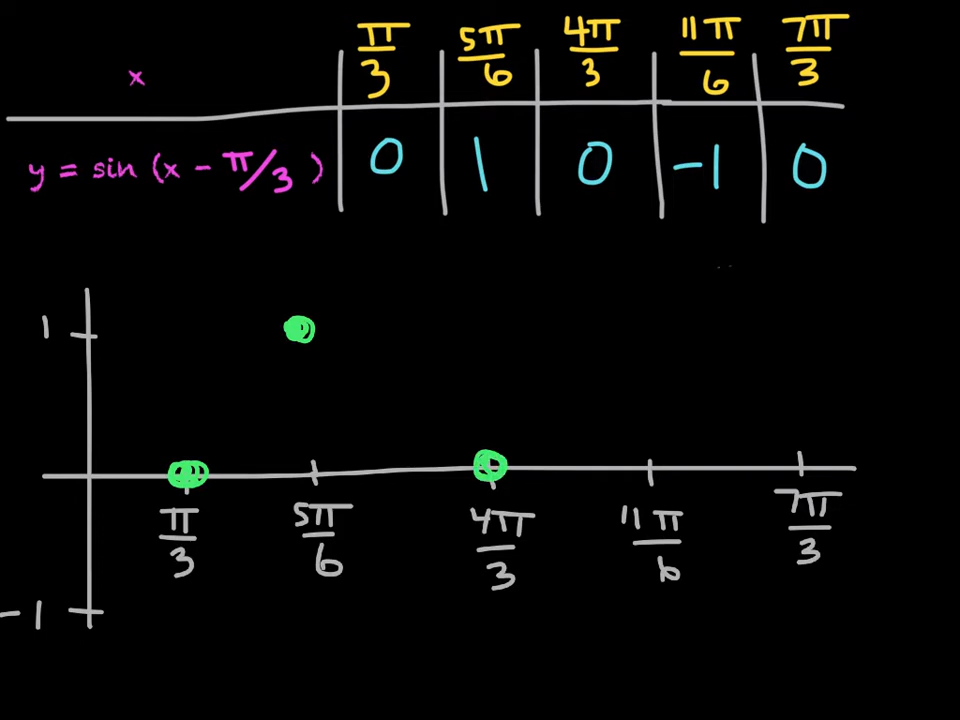 x π/3 5π/6 4π/3 11π/6 7π/3
y = sin (x - π/3) 0 1 0 -1 0
1
π/3 5π/6 4π/3 11π/6 7π/3
-1